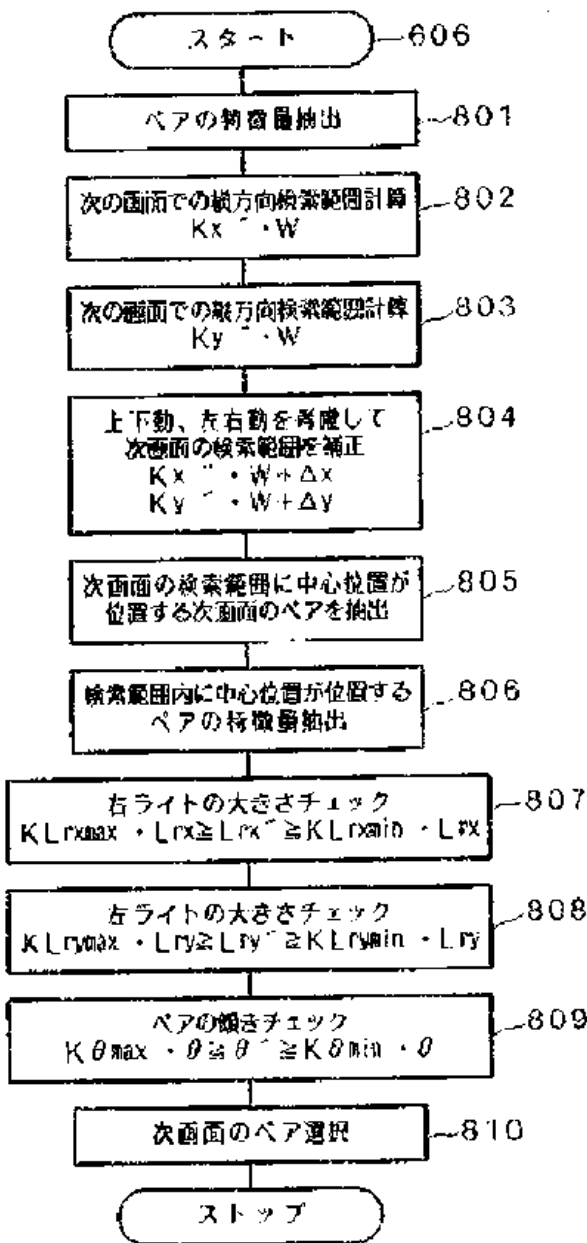 スタート 606
ペアの特徴量抽出 801
次の画面での横方向検索範囲計算 802
Kx´・W
次の画面での縦方向検索範囲計算 803
Ky´・W
上下動、左右動を考慮して 804
次画面の検索範囲を補正
Kx´・W+Δx
Ky´・W+Δy
次画面の検索範囲に中心位置が 805
位置する次画面のペアを抽出
検索範囲内に中心位置が位置する 806
ペアの特徴量抽出
右ライトの大きさチェック 807
KLrxmax・Lrx≧Lrx´≧KLrxmin・Lrx
左ライトの大きさチェック 808
KLrymax・Lry≧Lry´≧KLrymin・Lry
ペアの傾きチェック 809
Kθmax・θ≧θ´≧Kθmin・θ
次画面のペア選択 810
ストップ